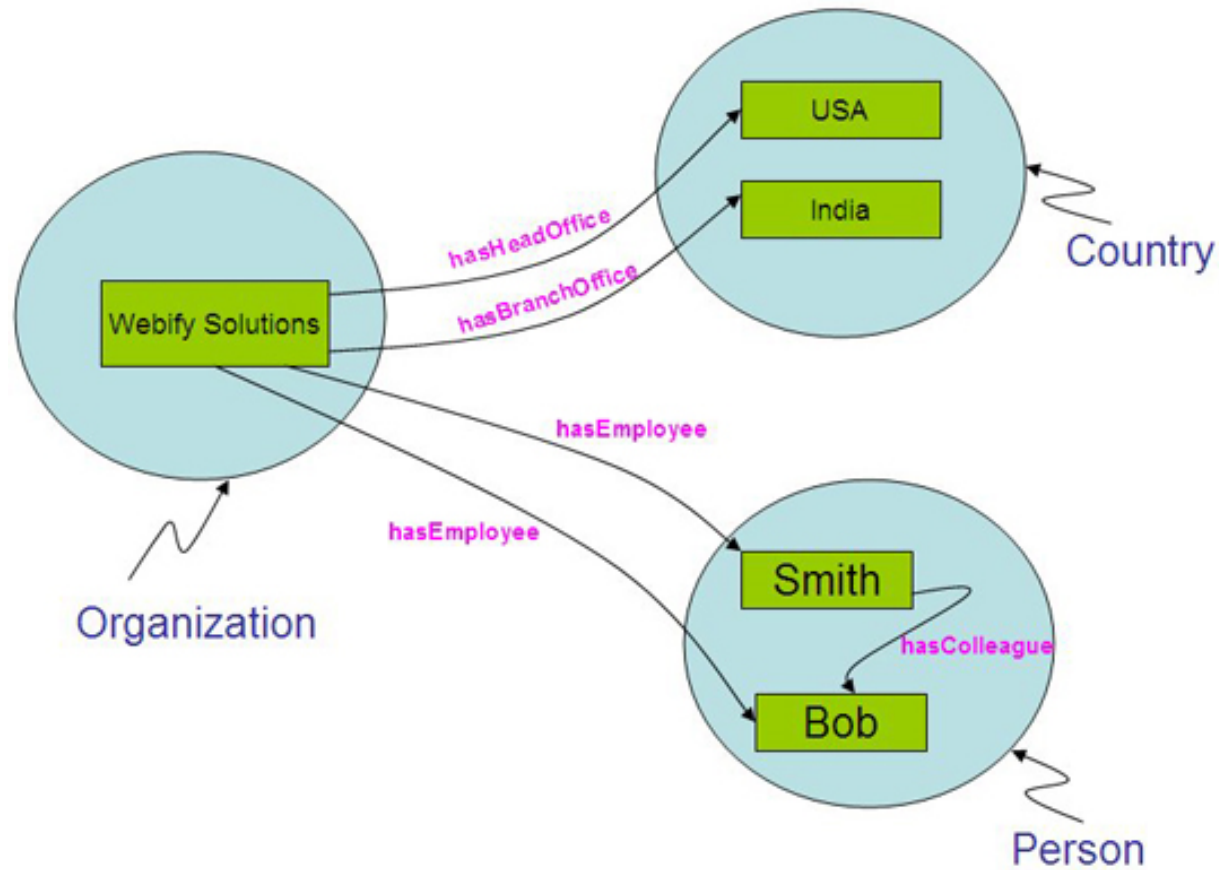 USA
India
Country
hasHeadOffice
hasBranchOffice
Webify Solutions
hasEmployee
hasEmployee
Organization
Smith
hasColleague
Bob
Person